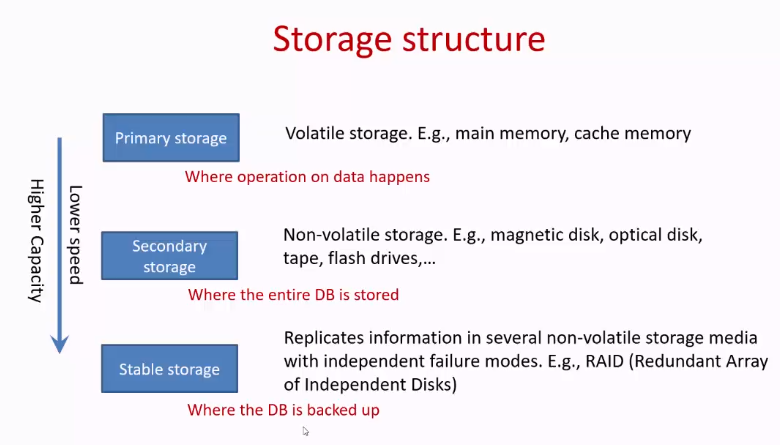 Storage structure
Primary storage
Volatile storage. E.g., main memory, cache memory
Where operation on data happens
Higher Capacity
Lower speed
Secondary
storage
Non-volatile storage. E.g., magnetic disk, optical disk,
tape, flash drives,...
Where the entire DB is stored
Stable storage
Replicates information in several non-volatile storage media
with independent failure modes. E.g., RAID (Redundant Array
of Independent Disks)
Where the DB is backed up